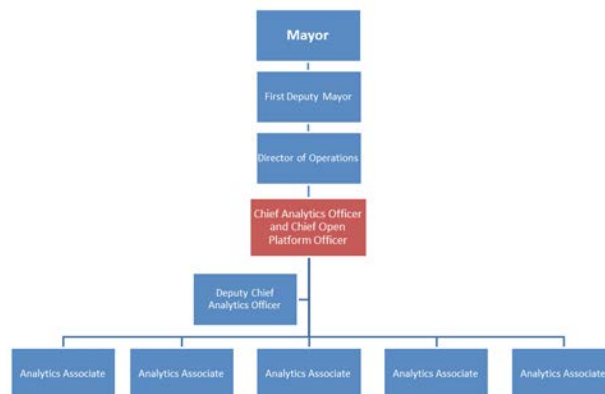 Mayor
First Deputy Mayor
Director of Operations
Chief Analytics Officer
and Chief Open
Platform Officer
Deputy Chief
Analytics Officer
Analytics Associate
Analytics Associate
Analytics Associate
Analytics Associate
Analytics Associate